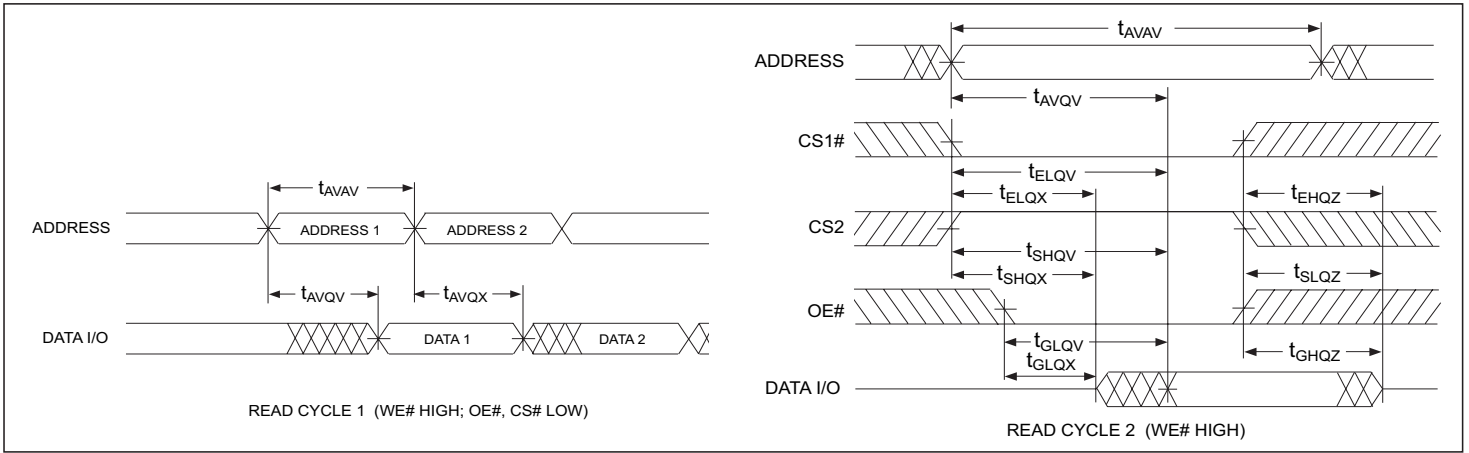 tAVAV
ADDRESS
ADDRESS 1
ADDRESS 2
tAVQV
tAVQX
DATA I/O
DATA 1
DATA 2
READ CYCLE 1 (WE# HIGH; OE#, CS# LOW)
tAVAV
ADDRESS
tAVQV
CS1#
tELQV
tELQX
tEHQZ
CS2
tSHQV
tSHQX
tSLQZ
OE#
tGLQV
tGLQX
tGHQZ
DATA I/O
READ CYCLE 2 (WE# HIGH)